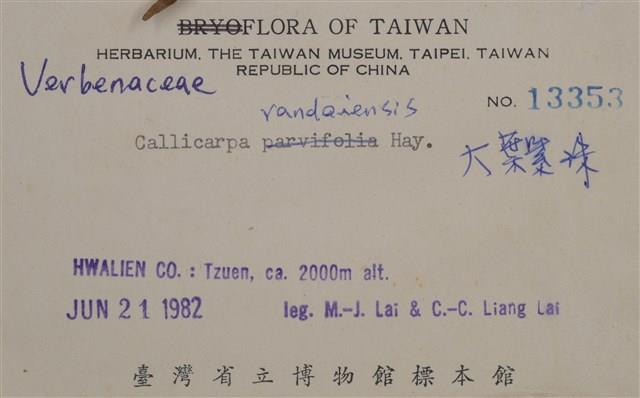 BRYOFLORA OF TAIWAN
HERBARIUM, THE TAIWAN MUSEUM, TAIPEI, TAIWAN
REPUBLIC OF CHINA
Verbenaceae
NO. 13353
randaiensis
Callicarpa parvifolia Hay.
大葉紫珠
HWALIEN CO. : Tzuen, ca. 2000m alt.
JUN 21 1982 leg. M.-J. Lai & C.-C. Liang Lai
臺灣省立博物館標本館